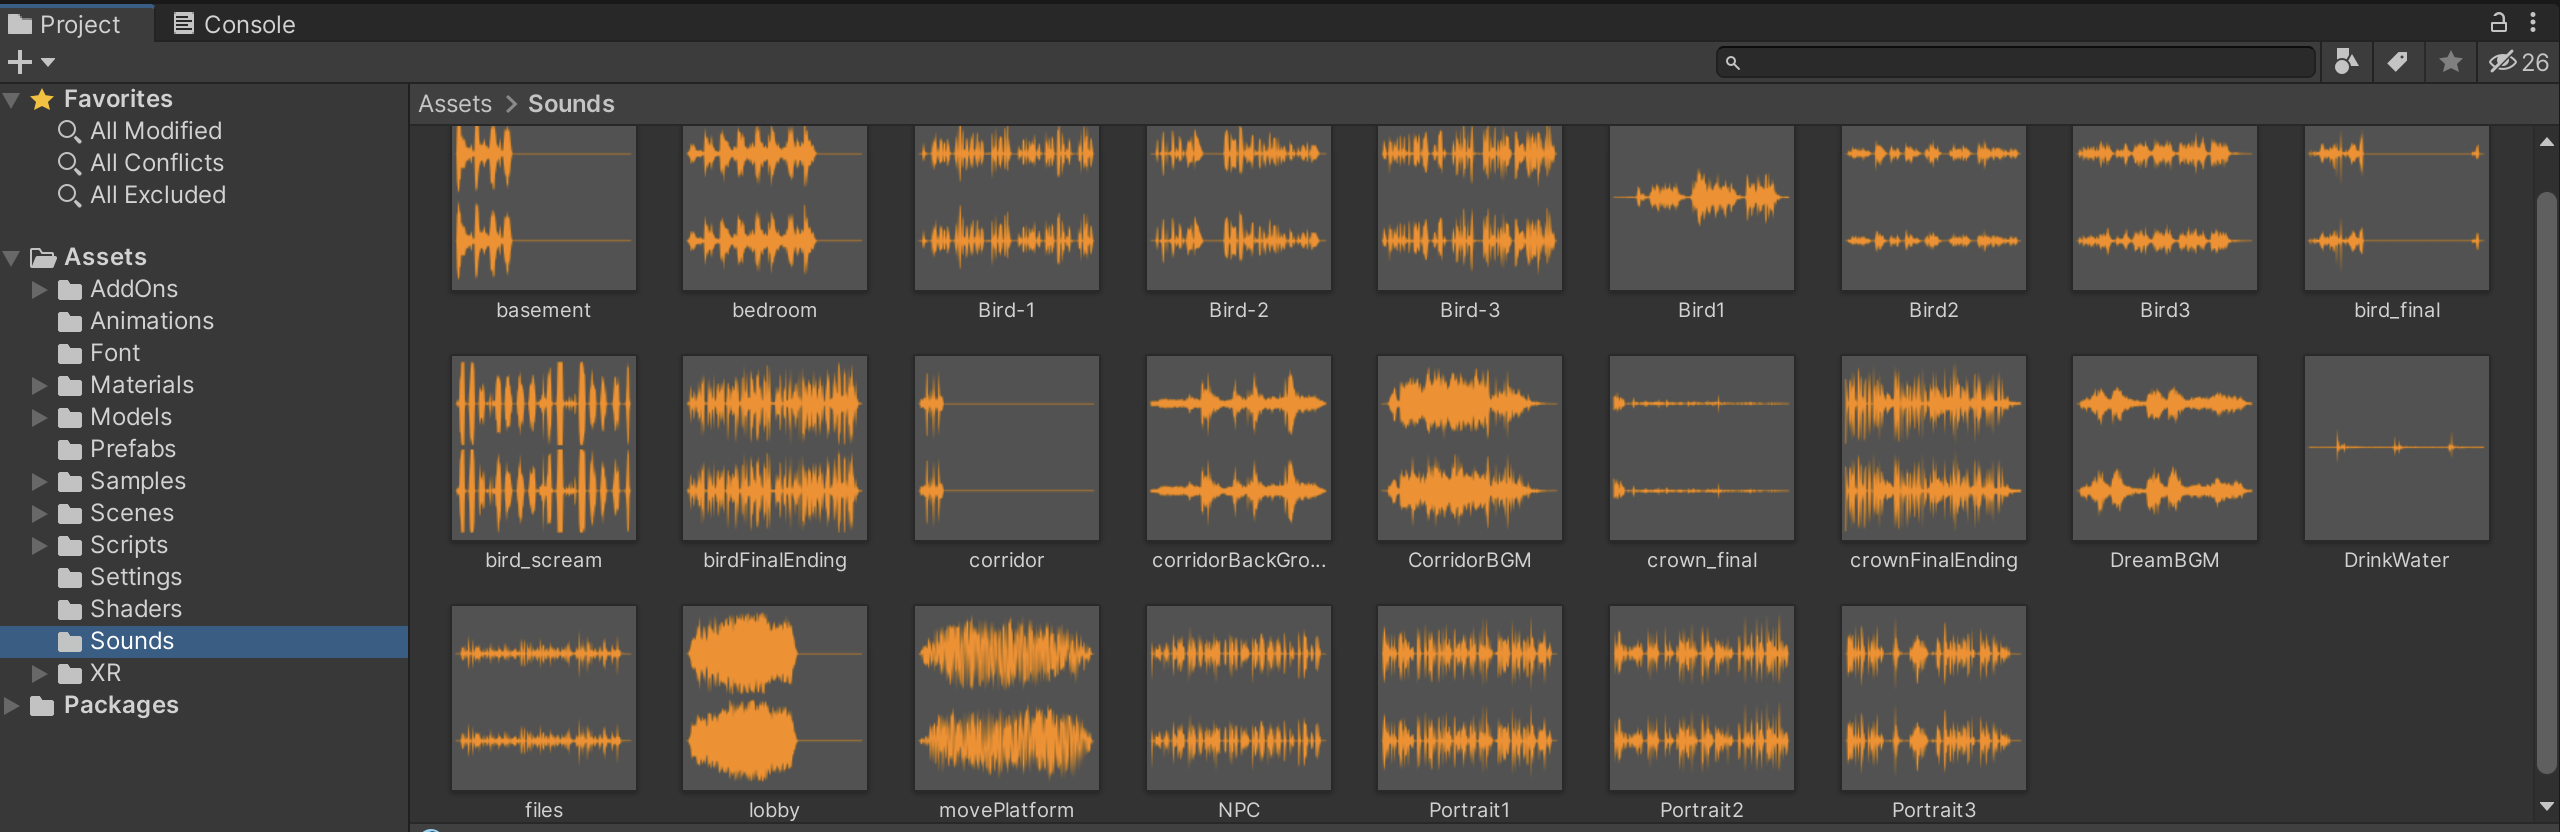 Project Console
26
Favorites
All Modified
All Conflicts
All Excluded
Assets
AddOns
Animations
Font
Materials
Models
Prefabs
Samples
Scenes
Scripts
Settings
Shaders
Sounds
XR
Packages
Assets > Sounds
basement bedroom Bird-1 Bird-2 Bird-3 Bird1 Bird2 Bird3 bird_final
bird_scream birdFinalEnding corridor corridorBackGro... CorridorBGM crown_final crownFinalEnding DreamBGM DrinkWater
files lobby movePlatform NPC Portrait1 Portrait2 Portrait3